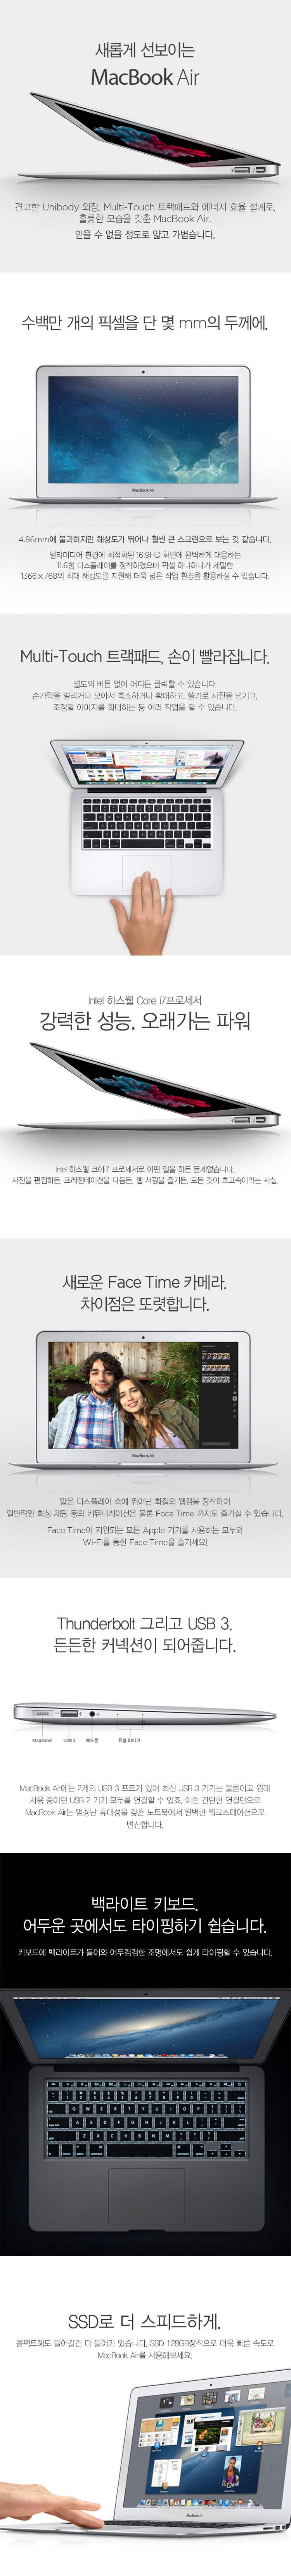 새롭게 선보이는
MacBook Air
견고한 Unibody 외장, Multi-Touch 트랙패드와 에너지 효율 설계로,
훌륭한 모습을 갖춘 MacBook Air.
믿을 수 없을 정도로 얇고 가볍습니다.
수백만 개의 픽셀을 단 몇 mm의 두께에.
MacBook Air
4.86mm에 불과하지만 해상도가 뛰어나 훨씬 큰 스크린으로 보는 것 같습니다.
멀티미디어 환경에 최적화된 16:9HD 화면에 완벽하게 대응하는
11.6형 디스플레이를 장착하였으며 픽셀 하나하나가 세밀한
1366×768의 최대 해상도를 지원해 더욱 넓은 작업 환경을 활용하실 수 있습니다.
Multi-Touch 트랙패드, 손이 빨라집니다.
별도의 버튼 없이 어디든 클릭할 수 있습니다.
손가락을 벌리거나 모아서 축소하거나 확대하고, 쓸기로 사진을 넘기고,
조정할 이미지를 확대하는 등 여러 작업을 할 수 있습니다.
Intel 하스웰 Core i7프로세서
강력한 성능. 오래가는 파워
Intel 하스웰 코어i7 프로세서로 어떤 일을 하든 문제없습니다.
사진을 편집하든, 프레젠테이션을 다듬든, 웹 서핑을 즐기든, 모든 것이 초고속이라는 사실.
새로운 Face Time 카메라.
차이점은 또렷합니다.
MacBook Air
얇은 디스플레이 속에 뛰어난 화질의 웹캠을 장착하여
일반적인 화상 채팅 등의 커뮤니케이션은 물론 Face Time 까지도 즐기실 수 있습니다.
Face Time이 지원되는 모든 Apple 기기를 사용하는 모두와
Wi-Fi를 통한 Face Time을 즐기세요!
Thunderbolt 그리고 USB 3.
든든한 커넥션이 되어줍니다.
MagSafe2 USB 3 헤드폰 듀얼 마이크
MacBook Air에는 2개의 USB 3 포트가 있어 최신 USB 3 기기는 물론이고 원래
사용 중이던 USB 2 기기 모두를 연결할 수 있죠. 이런 간단한 연결만으로
MacBook Air는 엄청난 휴대성을 갖춘 노트북에서 완벽한 워크스테이션으로
변신합니다.
백라이트 키보드.
어두운 곳에서도 타이핑하기 쉽습니다.
키보드에 백라이트가 들어와 어두컴컴한 조명에서도 쉽게 타이핑할 수 있습니다.
SSD로 더 스피드하게.
콤팩트해도 들어갈건 다 들어가 있습니다. SSD 128GB장착으로 더욱 빠른 속도로
MacBook Air를 사용해보세요.
MacBook Air